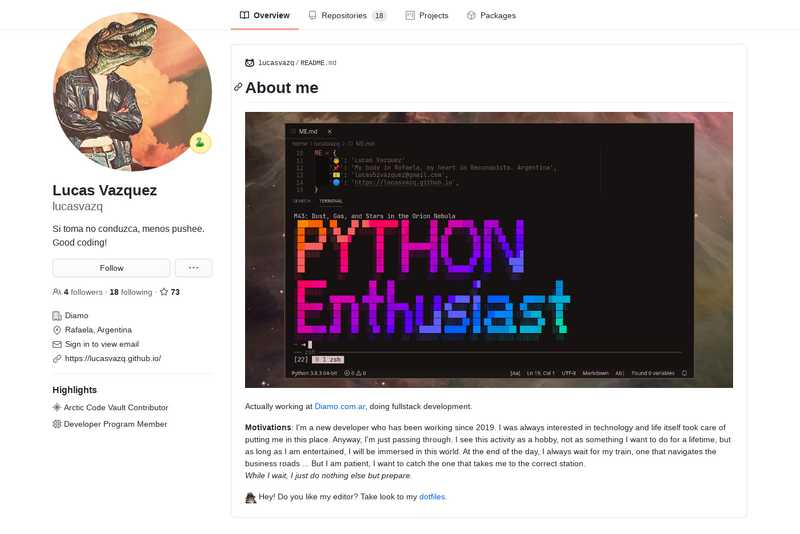 Overview
Repositories 18
Projects
Packages
Lucas Vazquez
lucasvazq
Si toma no conduzca, menos pushee.
Good coding!
Follow
4 followers · 18 following · 73
Diamo
Rafaela, Argentina
Sign in to view email
https://lucasvazq.github.io/
Highlights
Arctic Code Vault Contributor
Developer Program Member
lucasvazq / README.md
About me
ME.md
home > lucasvazq > ME.md
10 ME = {
11 '': 'Lucas Vazquez'
12 '': 'My body in Rafaela, my heart in Reconquista. Argentina',
13
14 '': 'https://lucasvazq.github.io',
15 }
SEARCH TERMINAL
M43: Dust, Gas, and Stars in the Orion Nebula
PYTHON
Enthusiast
~ ➜
zsh
[22] 0 1 zsh
Python 3.8.3 64-bit 0 0 [Aa] Ln 19, Col 1 UTF-8 Markdown Ab| Found 0 variables
Actually working at Diamo.com.ar, doing fullstack development.
Motivations: I'm a new developer who has been working since 2019. I was always interested in technology and life itself took care of
putting me in this place. Anyway, I'm just passing through. I see this activity as a hobby, not as something I want to do for a lifetime, but
as long as I am entertained, I will be immersed in this world. At the end of the day, I always wait for my train, one that navigates the
business roads ... But I am patient, I want to catch the one that takes me to the correct station.
While I wait, I just do nothing else but prepare.
Hey! Do you like my editor? Take look to my dotfiles.